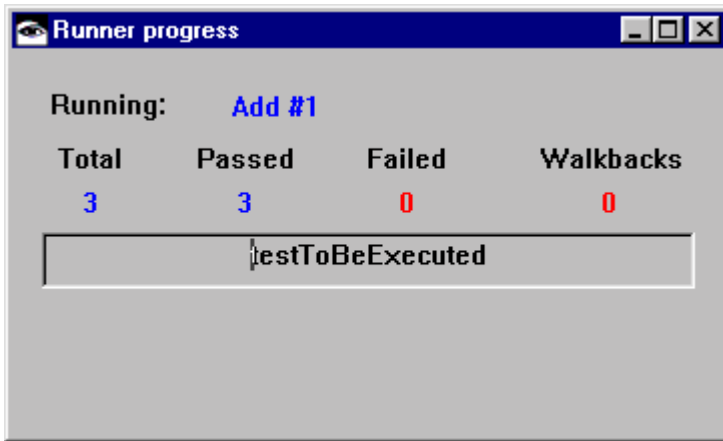 Runner progress
Running: Add #1
Total Passed Failed Walkbacks
3 3 0 0
testToBeExecuted